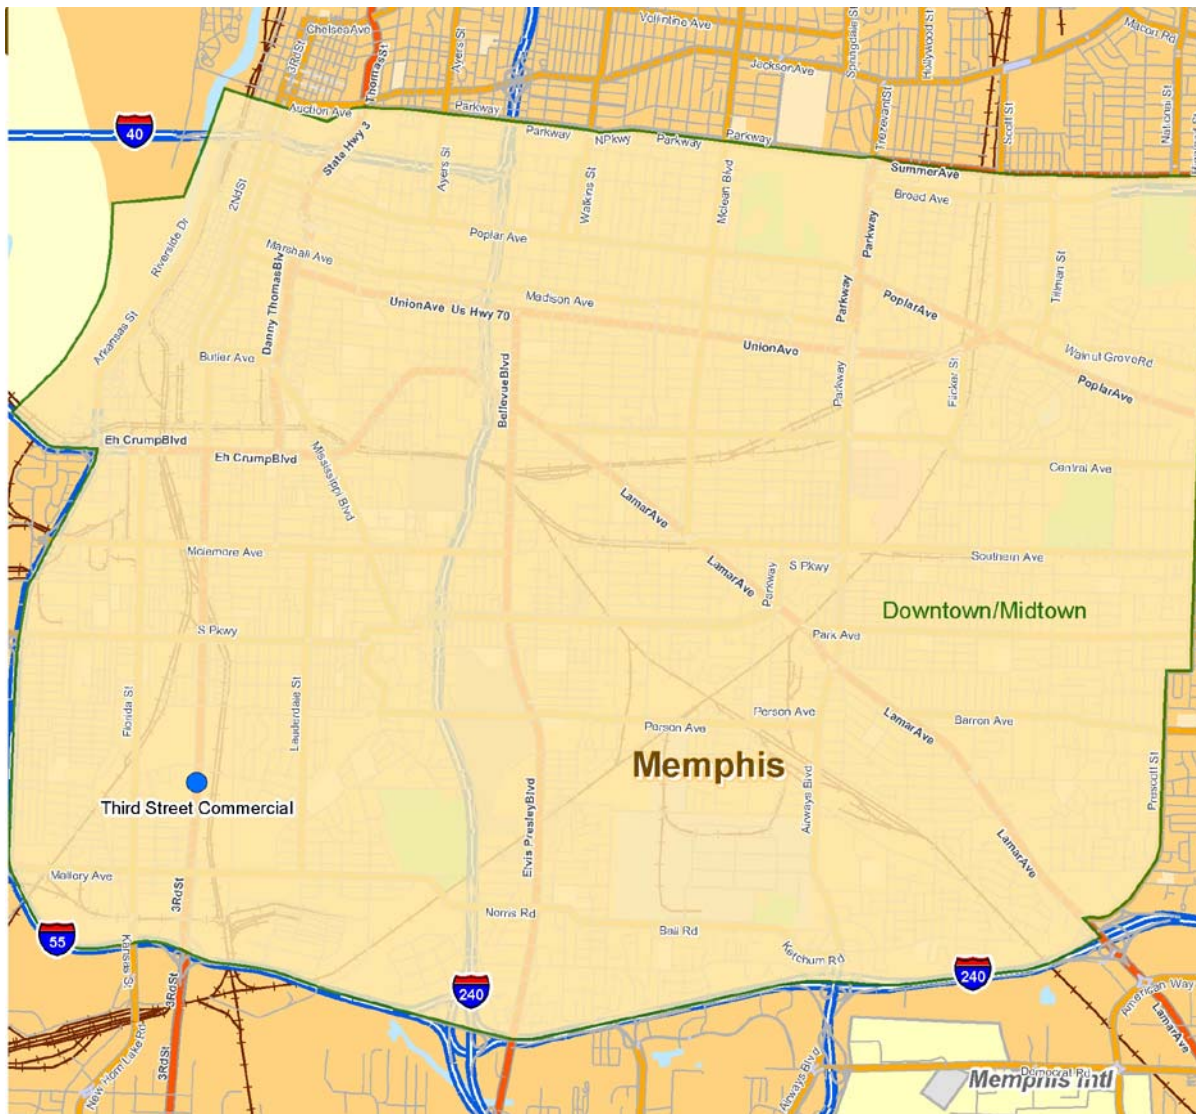 Vollintine Ave
Chelsea Ave
3Rd St
Thomas St
Ayers St
Springdale St
Hollywood St
Macon Rd
Jackson Ave
Auction Ave
Parkway
Parkway
N Pkwy
Parkway
Parkway
Trezevant St
Scott St
National St
40
State Hwy 3
Summer Ave
2Nd St
Ayers St
Watkins St
Mclean Blvd
Broad Ave
Riverside Dr
Poplar Ave
Parkway
Tillman St
Marshall Ave
Danny Thomas Blv
Union Ave Us Hwy 70
Madison Ave
Parkway
Poplar Ave
Arkansas St
Butler Ave
Bellevue Blvd
Union Ave
Parkway
Flicker St
Walnut Grove Rd
Poplar Ave
Eh Crump Blvd
Eh Crump Blvd
Mississippi Blvd
Central Ave
Lamar Ave
Mclemore Ave
Lamar Ave
S Pkwy
Southern Ave
Parkway
Downtown/Midtown
S Pkwy
Park Ave
Florida St
Lauderdale St
Person Ave
Person Ave
Lamar Ave
Barron Ave
Memphis
Prescott St
Third Street Commercial
Elvis Presley Blvd
Airways Blvd
Lamar Ave
Mallory Ave
3Rd St
Norris Rd
Ball Rd
55
Kansas St
Ketchum Rd
240
240
3Rd St
American Way
New Horn Lake Rd
3Rd St
Airways Blvd
Lamar Ave
Democrat Rd
Memphis Intl